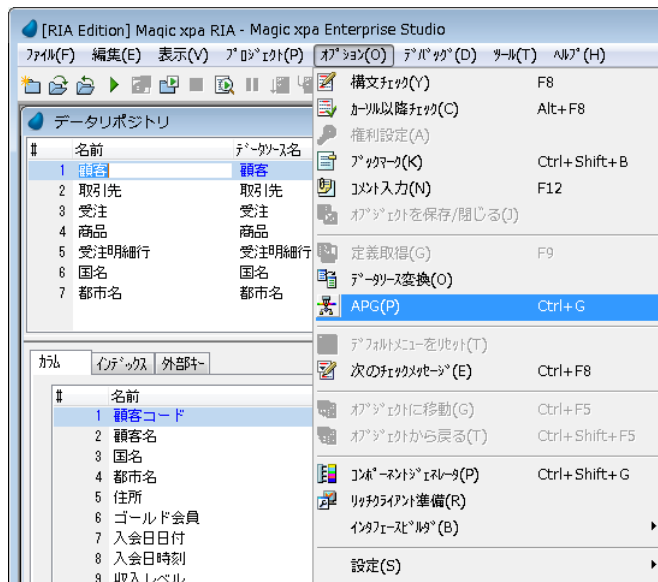 [RIA Edition] Magic xpa RIA - Magic xpa Enterprise Studio
ﾌｧｲﾙ(F) 編集(E) 表示(V) ﾌﾟﾛｼﾞｪｸﾄ(P) ｵﾌﾟｼｮﾝ(O) ﾃﾞﾊﾞｯｸﾞ(D) ﾂｰﾙ(T) ﾍﾙﾌﾟ(H)
データリポジトリ
# 名前 ﾃﾞｰﾀｿｰｽ名
1 顧客 顧客
2 取引先 取引先
3 受注 受注
4 商品 商品
5 受注明細行 受注明細行
6 国名 国名
7 都市名 都市名
ｶﾗﾑ ｲﾝﾃﾞｯｸｽ 外部ｷｰ
# 名前
1 顧客コード
2 顧客名
3 国名
4 都市名
5 住所
6 ゴールド会員
7 入会日日付
8 入会日時刻
9 収入レベル
構文ﾁｪｯｸ(Y) F8
ｶｰｿﾙ以降ﾁｪｯｸ(C) Alt+F8
権利設定(A)
ﾌﾞｯｸﾏｰｸ(K) Ctrl+Shift+B
ｺﾒﾝﾄ入力(N) F12
ｵﾌﾞｼﾞｪｸﾄを保存/閉じる(J)
定義取得(G) F9
ﾃﾞｰﾀｿｰｽ変換(O)
APG(P) Ctrl+G
ﾃﾞﾌｫﾙﾄﾒﾆｭｰをﾘｾｯﾄ(T)
次のﾁｪｯｸﾒｯｾｰｼﾞ(E) Ctrl+F8
ｵﾌﾞｼﾞｪｸﾄに移動(G) Ctrl+F5
ｵﾌﾞｼﾞｪｸﾄから戻る(T) Ctrl+Shift+F5
ｺﾝﾎﾟｰﾈﾝﾄｼﾞｪﾈﾚｰﾀ(P) Ctrl+Shift+G
ﾘｯﾁｸﾗｲｱﾝﾄ準備(R)
ｲﾝﾀﾌｪｰｽﾋﾞﾙﾀﾞ(B)
設定(S)